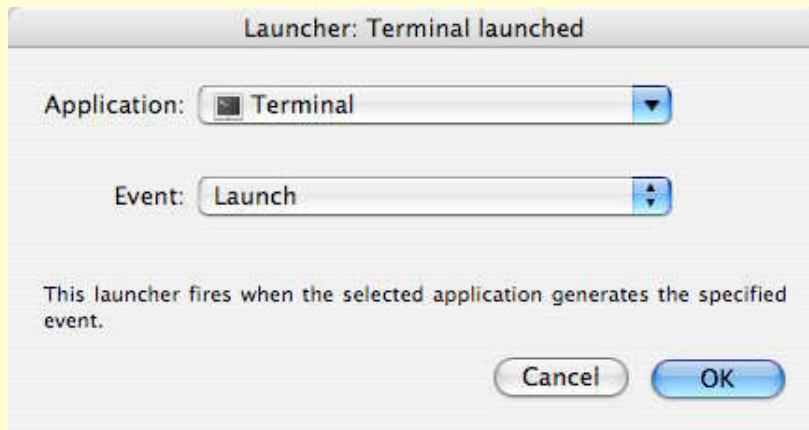 Launcher: Terminal launched
Application: Terminal
Event: Launch
This launcher fires when the selected application generates the specified
event.
Cancel OK